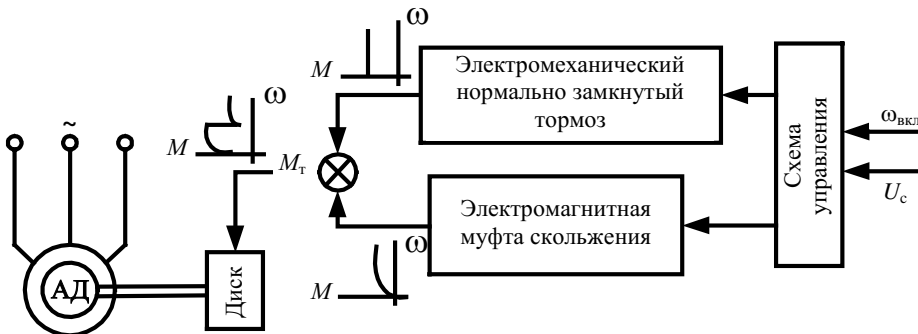 ω
M
Электромеханический
нормально замкнутый
тормоз
Схема
управления
ωвкл
Uс
ω
M
Mт
~
Электромагнитная
муфта скольжения
ω
M
АД
Диск